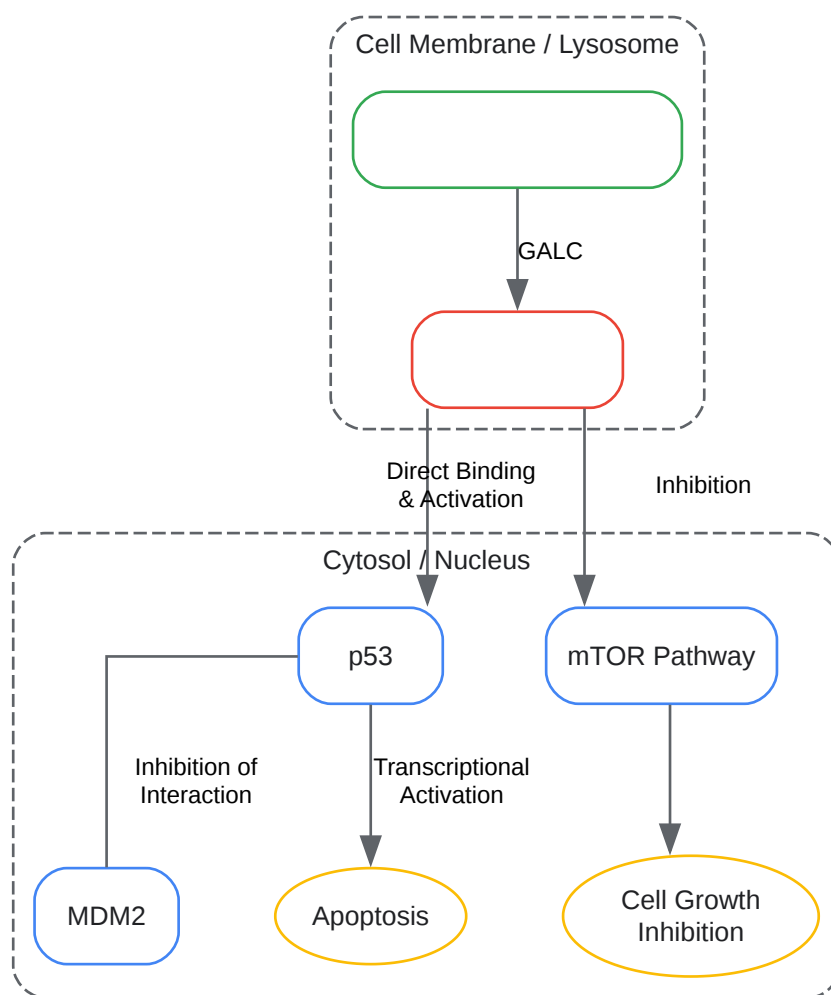 Cell Membrane / Lysosome
GALC
Direct Binding
& Activation
Inhibition
Cytosol / Nucleus
p53
mTOR Pathway
Inhibition of
Interaction
Transcriptional
Activation
MDM2
Apoptosis
Cell Growth
Inhibition